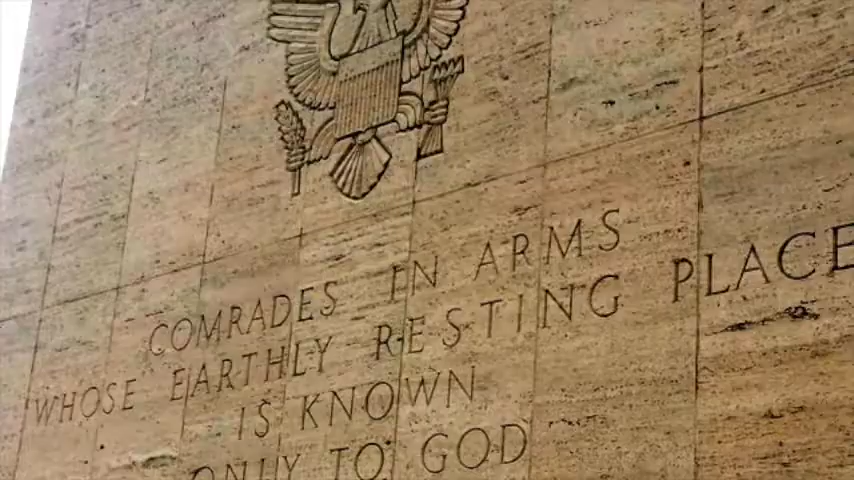 COMRADES IN ARMS
WHOSE EARTHLY RESTING PLACE
IS KNOWN
ONLY TO GOD